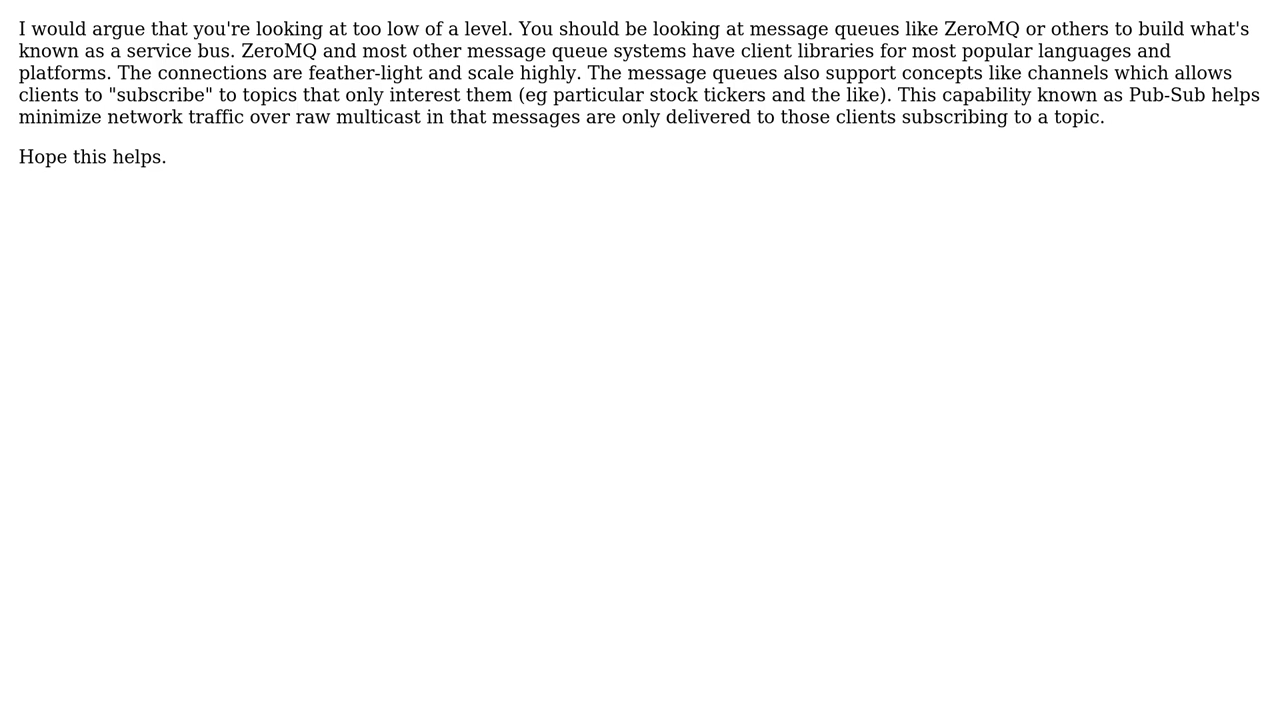 I would argue that you're looking at too low of a level. You should be looking at message queues like ZeroMQ or others to build what's
known as a service bus. ZeroMQ and most other message queue systems have client libraries for most popular languages and
platforms. The connections are feather-light and scale highly. The message queues also support concepts like channels which allows
clients to "subscribe" to topics that only interest them (eg particular stock tickers and the like). This capability known as Pub-Sub helps
minimize network traffic over raw multicast in that messages are only delivered to those clients subscribing to a topic.
Hope this helps.